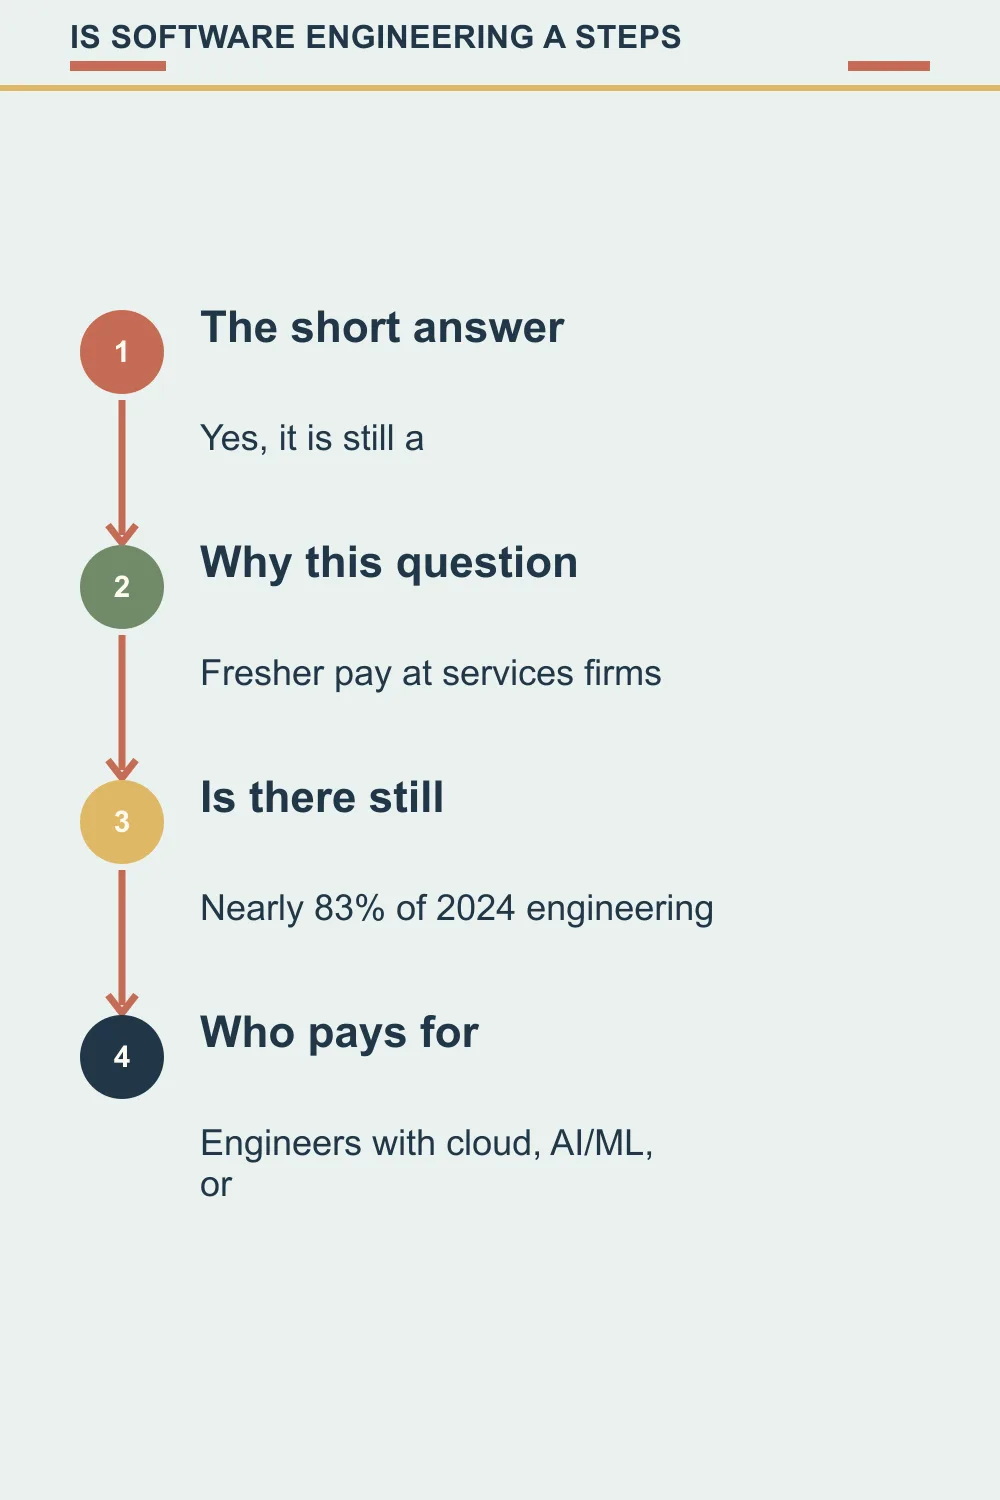 IS SOFTWARE ENGINEERING A STEPS
1
The short answer
Yes, it is still a
2
Why this question
Fresher pay at services firms
3
Is there still
Nearly 83% of 2024 engineering
4
Who pays for
Engineers with cloud, AI/ML,
or